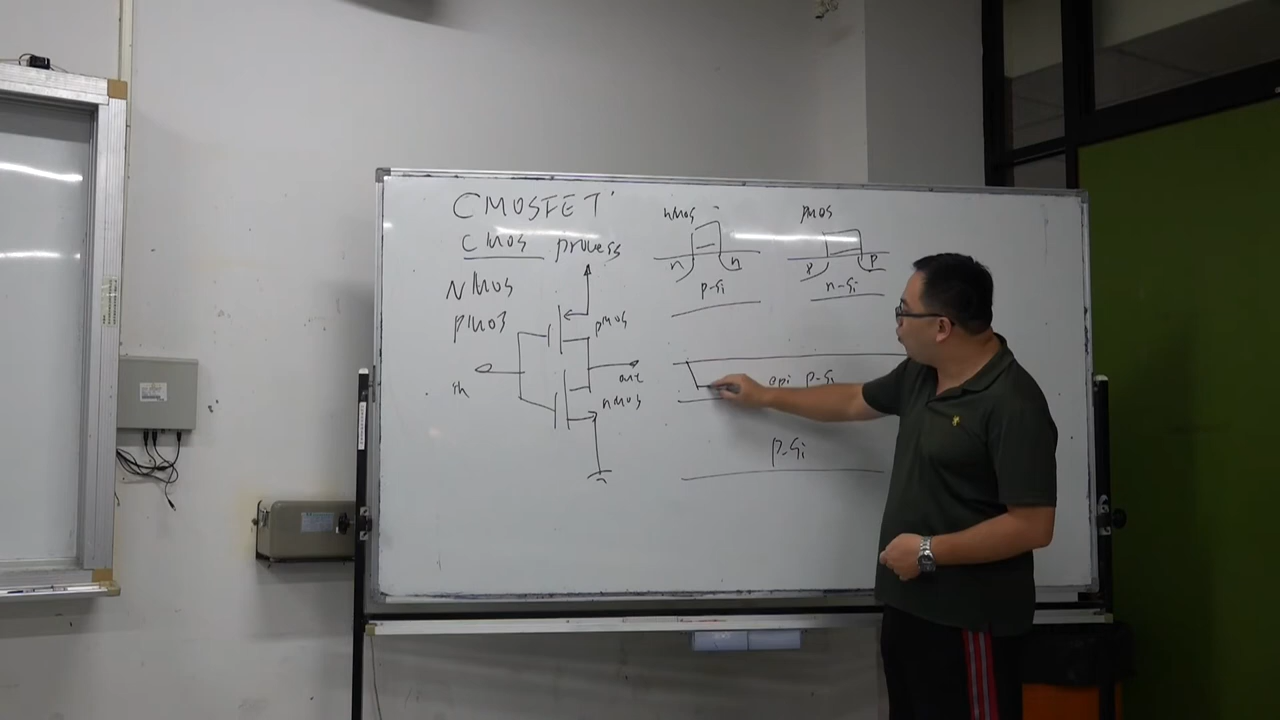 CMOSFET
CMOS process
NMOS
PMOS
pMOS
in
out
nMOS
nMOS
n n
p-Si
pMOS
p p
n-Si
epi p-Si
p-Si